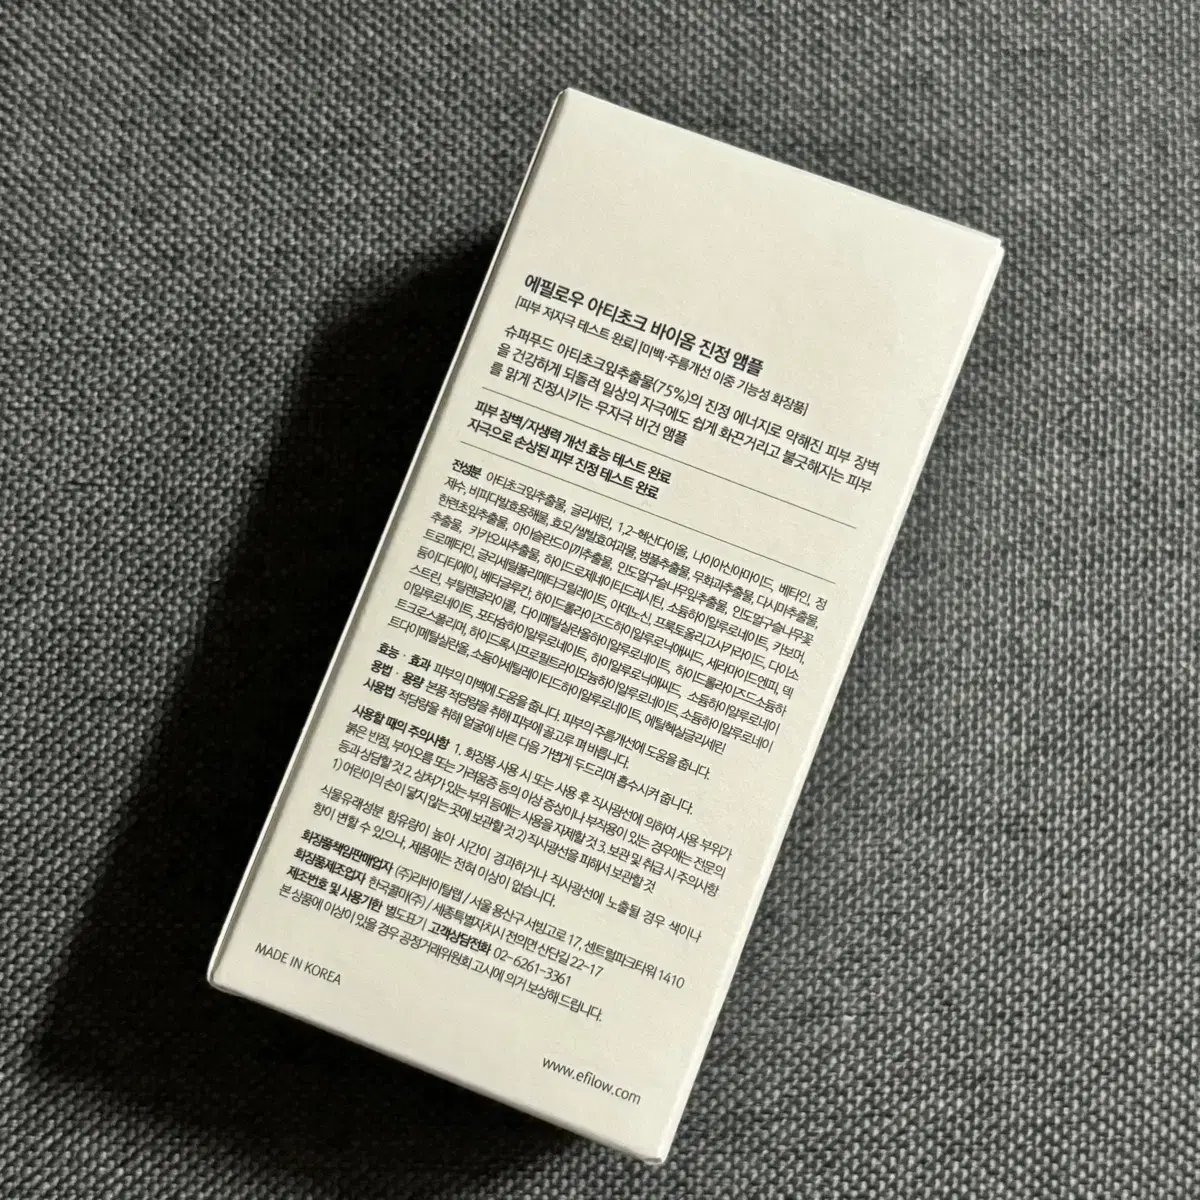 에필로우 아티초크 바이옴 진정 앰플
|피부 저자극 테스트 완료| |미백·주름개선 이중 기능성 화장품|
슈퍼푸드 아티초크잎추출물(75%)의 진정 에너지로 약해진 피부 장벽
을 건강하게 되돌려 일상의 자극에도 쉽게 화끈거리고 불긋해지는 피부
를 맑게 진정시키는 무자극 비건 앰플
피부 장벽/자생력 개선 효능 테스트 완료
자극으로 손상된 피부 진정 테스트 완료
전성분 아티초크잎추출물, 글리세린, 1,2-헥산다이올, 나이아신아마이드, 베타인, 정
제수, 비피다발효용해물, 효모/쌀발효여과물, 병풀추출물, 무화과추출물, 다시마추출물,
한련초잎추출물, 아이슬란드이끼추출물, 인도멀구슬나무잎추출물, 인도멀구슬나무꽃
추출물, 카카오씨추출물, 하이드로제네이티드레시틴, 소듐하이알루로네이트, 카보머,
트로메타민, 글리세릴폴리메타크릴레이트, 아데노신, 프룩토올리고사카라이드, 다이소
듐이디티에이, 베타글루칸, 하이드롤라이즈드하이알루로닉애씨드, 세라마이드엔피, 덱
스트린, 부틸렌글라이콜, 다이메틸실란올하이알루로네이트, 하이드롤라이즈드소듐하
이알루로네이트, 포타슘하이알루로네이트, 하이알루로닉애씨드, 소듐하이알루로네이
트크로스폴리머, 하이드록시프로필트라이모늄하이알루로네이트, 소듐하이알루로네이
트다이메틸실란올, 소듐아세틸레이티드하이알루로네이트, 에틸헥실글리세린
효능 · 효과 피부의 미백에 도움을 줍니다. 피부의 주름개선에 도움을 줍니다.
용법 · 용량 본품 적당량을 취해 피부에 골고루 펴 바릅니다.
사용법 적당량을 취해 얼굴에 바른 다음 가볍게 두드리며 흡수시켜 줍니다.
사용할 때의 주의사항 1. 화장품 사용 시 또는 사용 후 직사광선에 의하여 사용 부위가
붉은 반점, 부어오름 또는 가려움증 등의 이상 증상이나 부작용이 있는 경우에는 전문의
등과 상담할 것 2. 상처가 있는 부위 등에는 사용을 자제할 것 3. 보관 및 취급 시 주의사항
1) 어린이의 손이 닿지 않는 곳에 보관할 것 2) 직사광선을 피해서 보관할 것
식물유래성분 함유량이 높아 시간이 경과하거나 직사광선에 노출될 경우 색이나
향이 변할 수 있으나, 제품에는 전혀 이상이 없습니다.
화장품책임판매업자 (주)리바이탈랩 / 서울 용산구 서빙고로 17, 센트럴파크타워 1410
화장품제조업자 한국콜마(주) / 세종특별자치시 전의면 산단길 22-17
제조번호 및 사용기한 별도표기 고객상담전화 02-6261-3361
본 상품에 이상이 있을 경우 공정거래위원회 고시에 의거 보상해 드립니다.
MADE IN KOREA
www.efilow.com